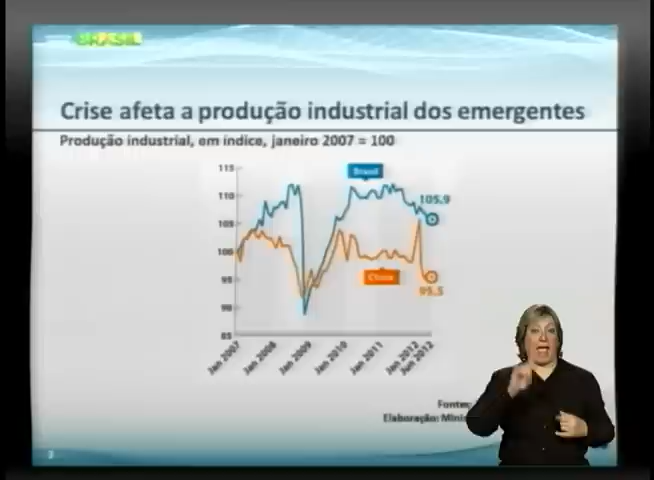 BRASIL
Crise afeta a produção industrial dos emergentes
Produção industrial, em índice, janeiro 2007 = 100
115
110
105
100
95
90
85
Brasil
105,9
China
95,5
Jan 2007
Jan 2008
Jan 2009
Jan 2010
Jan 2011
Jan 2012
Jun 2012
Fonte:
Elaboração:
3